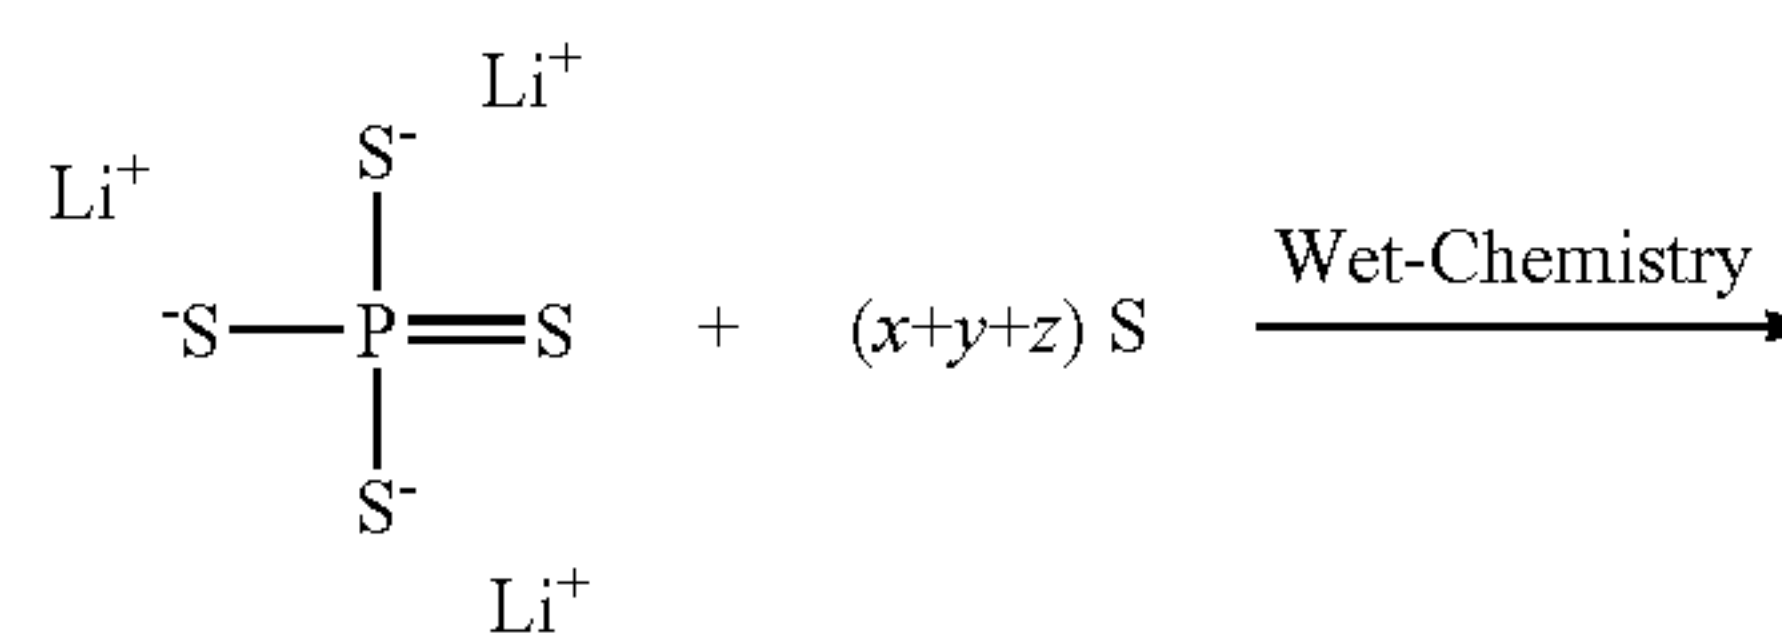 Li⁺
S⁻
Li⁺
Wet-Chemistry
⁻S P S + (x+y+z) S
S⁻
Li⁺